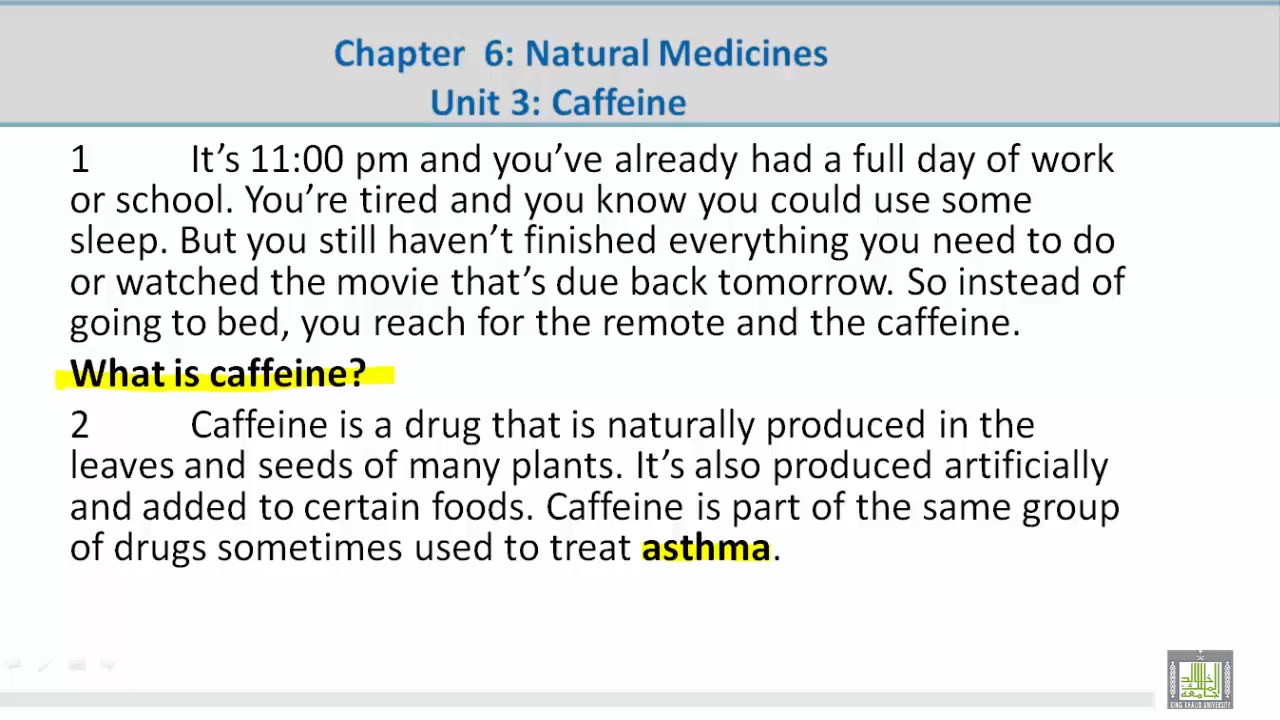 Chapter 6: Natural Medicines
Unit 3: Caffeine
1 It's 11:00 pm and you've already had a full day of work
or school. You're tired and you know you could use some
sleep. But you still haven't finished everything you need to do
or watched the movie that's due back tomorrow. So instead of
going to bed, you reach for the remote and the caffeine.
What is caffeine?
2 Caffeine is a drug that is naturally produced in the
leaves and seeds of many plants. It's also produced artificially
and added to certain foods. Caffeine is part of the same group
of drugs sometimes used to treat asthma.
KING KHALID UNIVERSITY